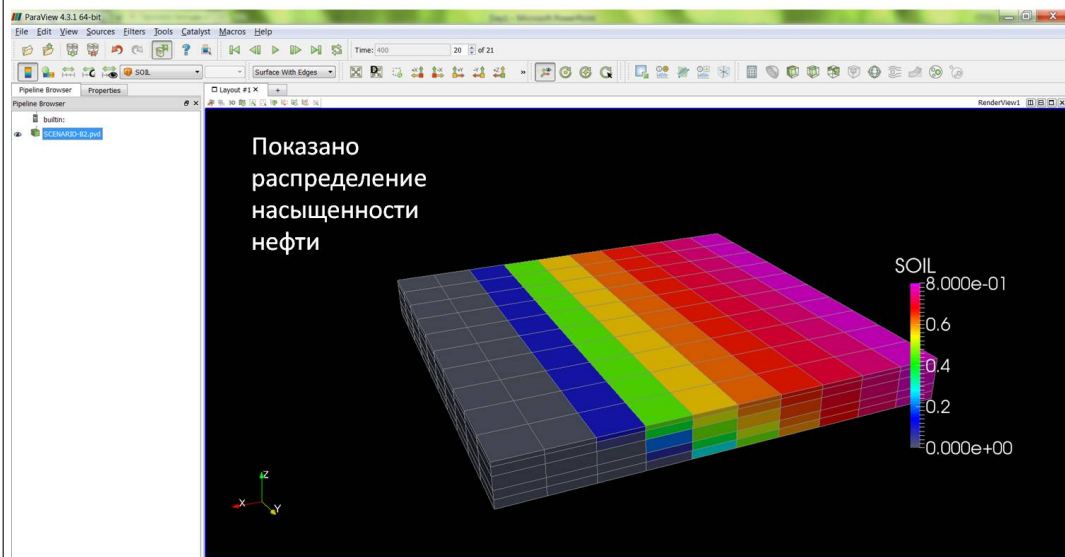 ParaView 4.3.1 64-bit
File Edit View Sources Filters Tools Catalyst Macros Help
Time: 400 20 of 21
SOIL Surface With Edges
Pipeline Browser Properties
Layout #1 × +
Pipeline Browser
3D
RenderView1
builtin:
SCENARIO-B2.pvd
Показано
распределение
насыщенности
нефти
SOIL
8.000e-01
0.6
0.4
0.2
0.000e+00
Z
X
Y